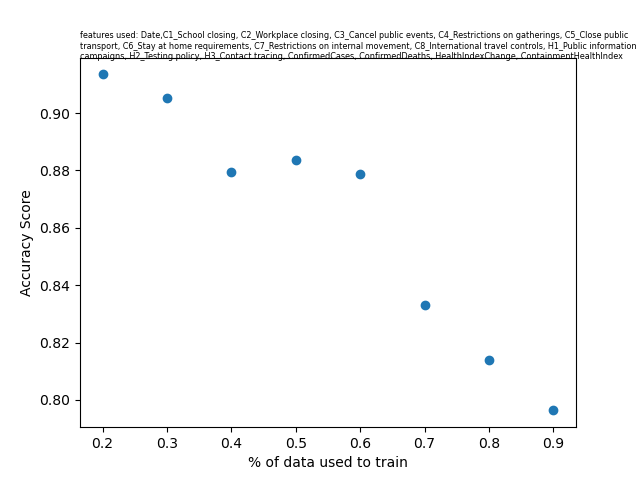 features used: Date,C1_School closing, C2_Workplace closing, C3_Cancel public events, C4_Restrictions on gatherings, C5_Close public
transport, C6_Stay at home requirements, C7_Restrictions on internal movement, C8_International travel controls, H1_Public information
campaigns, H2_Testing policy, H3_Contact tracing, ConfirmedCases, ConfirmedDeaths, HealthIndexChange, ContainmentHealthIndex
0.90
0.88
0.86
0.84
0.82
0.80
Accuracy Score
0.2 0.3 0.4 0.5 0.6 0.7 0.8 0.9
% of data used to train